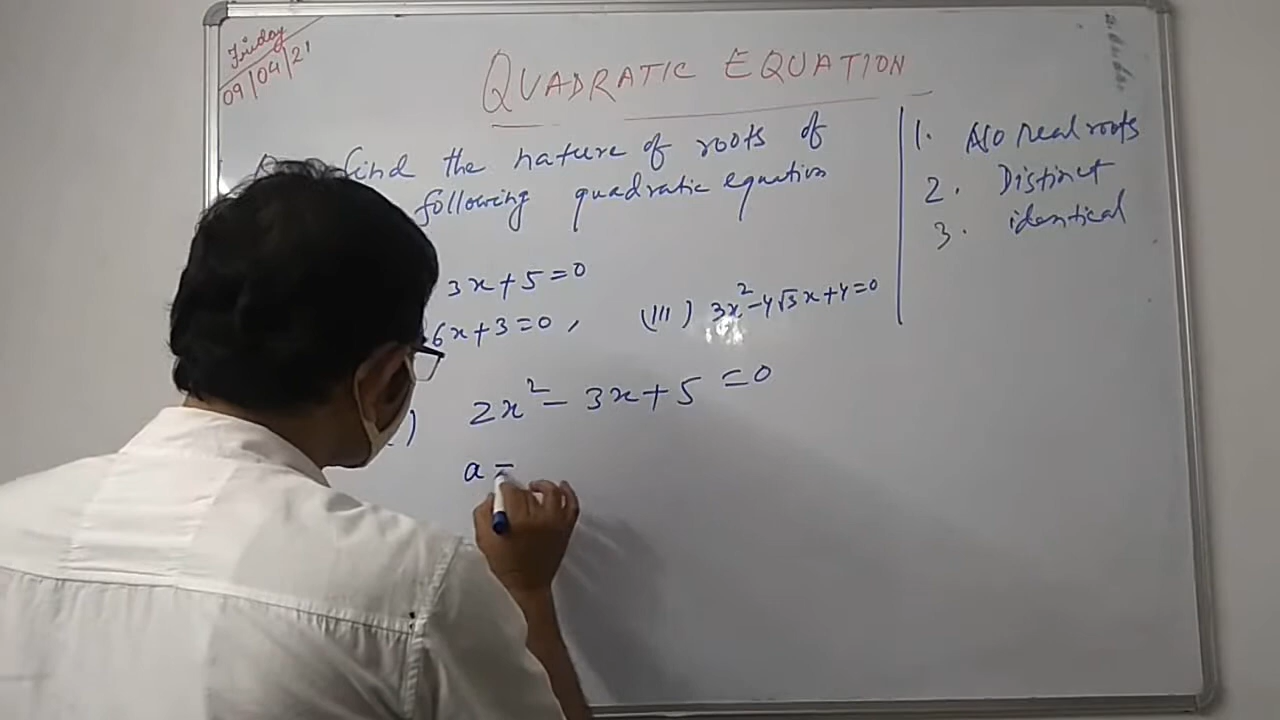 Friday
09/04/21
QUADRATIC EQUATION
find the nature of roots of
following quadratic equation
3x+5=0
6x+3=0,
(III) 3x²-4√3x+4=0
) 2x²-3x+5=0
a=
1. No real roots
2. Distinct
3. identical